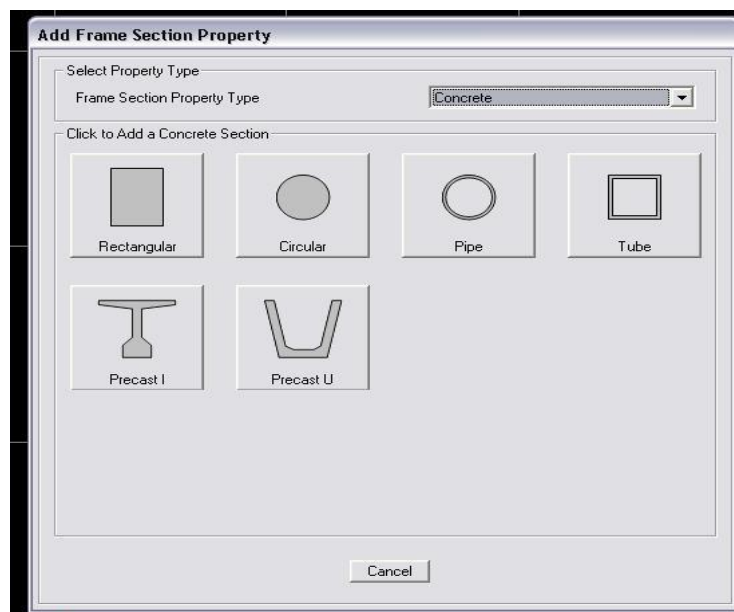 Add Frame Section Property
Select Property Type
Frame Section Property Type
Concrete
Click to Add a Concrete Section
Rectangular
Circular
Pipe
Tube
Precast I
Precast U
Cancel